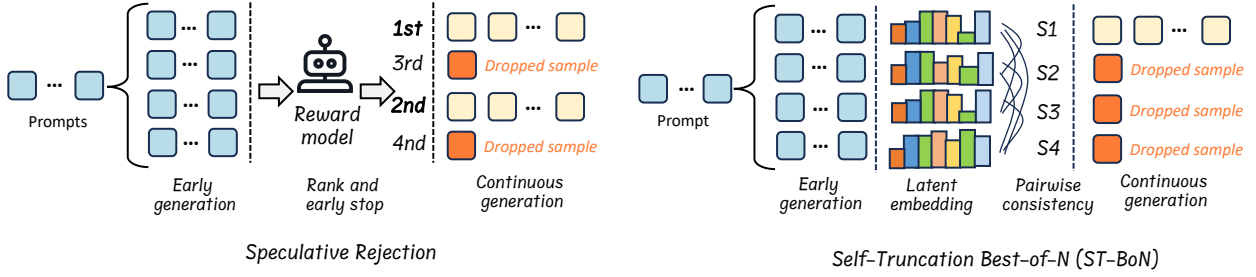 Prompts
Early
generation
Reward
model
Rank and
early stop
1st
3rd
Dropped sample
2nd
4nd
Dropped sample
Continuous
generation
Speculative Rejection
Prompt
Early
generation
Latent
embedding
S1
S2
S3
S4
Pairwise
consistency
Dropped sample
Dropped sample
Dropped sample
Continuous
generation
Self-Truncation Best-of-N (ST-BoN)